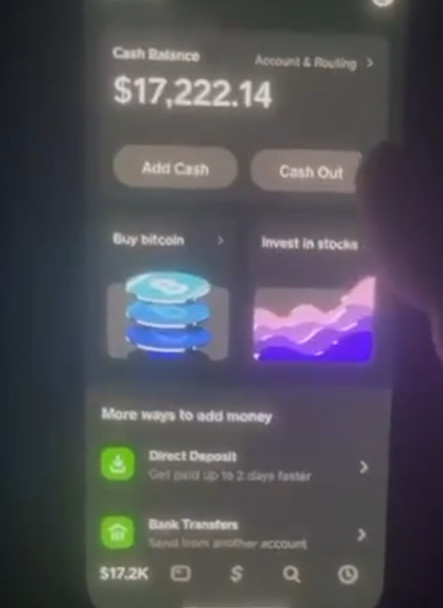 Cash Balance
Account & Routing >
$17,222.14
Add Cash
Cash Out
Buy bitcoin >
Invest in stocks
More ways to add money
Direct Deposit
Get paid up to 2 days faster
Bank Transfers
Send from another account
$17.2K
$